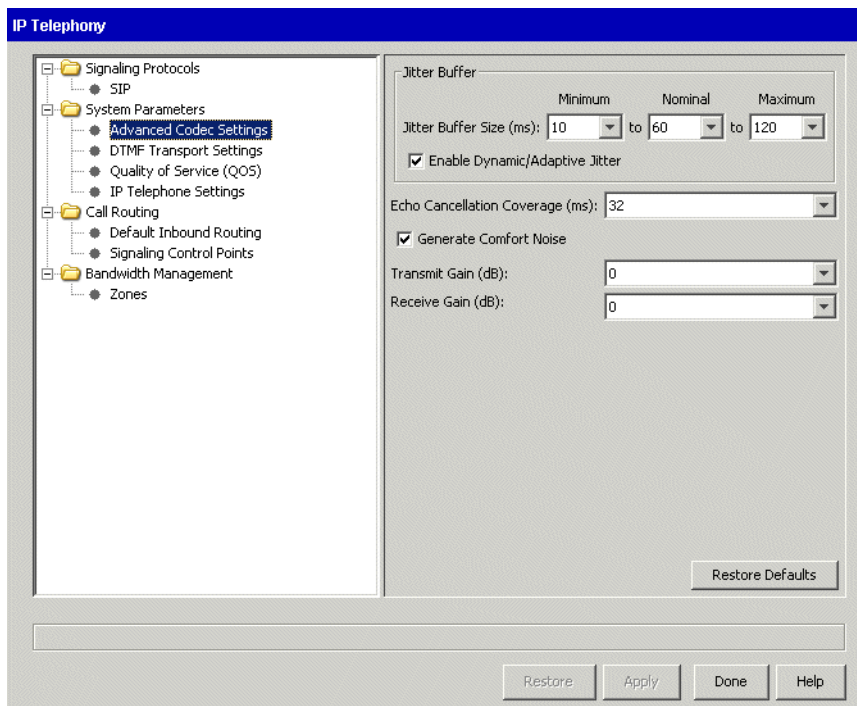 IP Telephony
Signaling Protocols
SIP
System Parameters
Advanced Codec Settings
DTMF Transport Settings
Quality of Service (QOS)
IP Telephone Settings
Call Routing
Default Inbound Routing
Signaling Control Points
Bandwidth Management
Zones
Jitter Buffer
Minimum Nominal Maximum
Jitter Buffer Size (ms): 10 to 60 to 120
Enable Dynamic/Adaptive Jitter
Echo Cancellation Coverage (ms): 32
Generate Comfort Noise
Transmit Gain (dB): 0
Receive Gain (dB): 0
Restore Defaults
Restore Apply Done Help